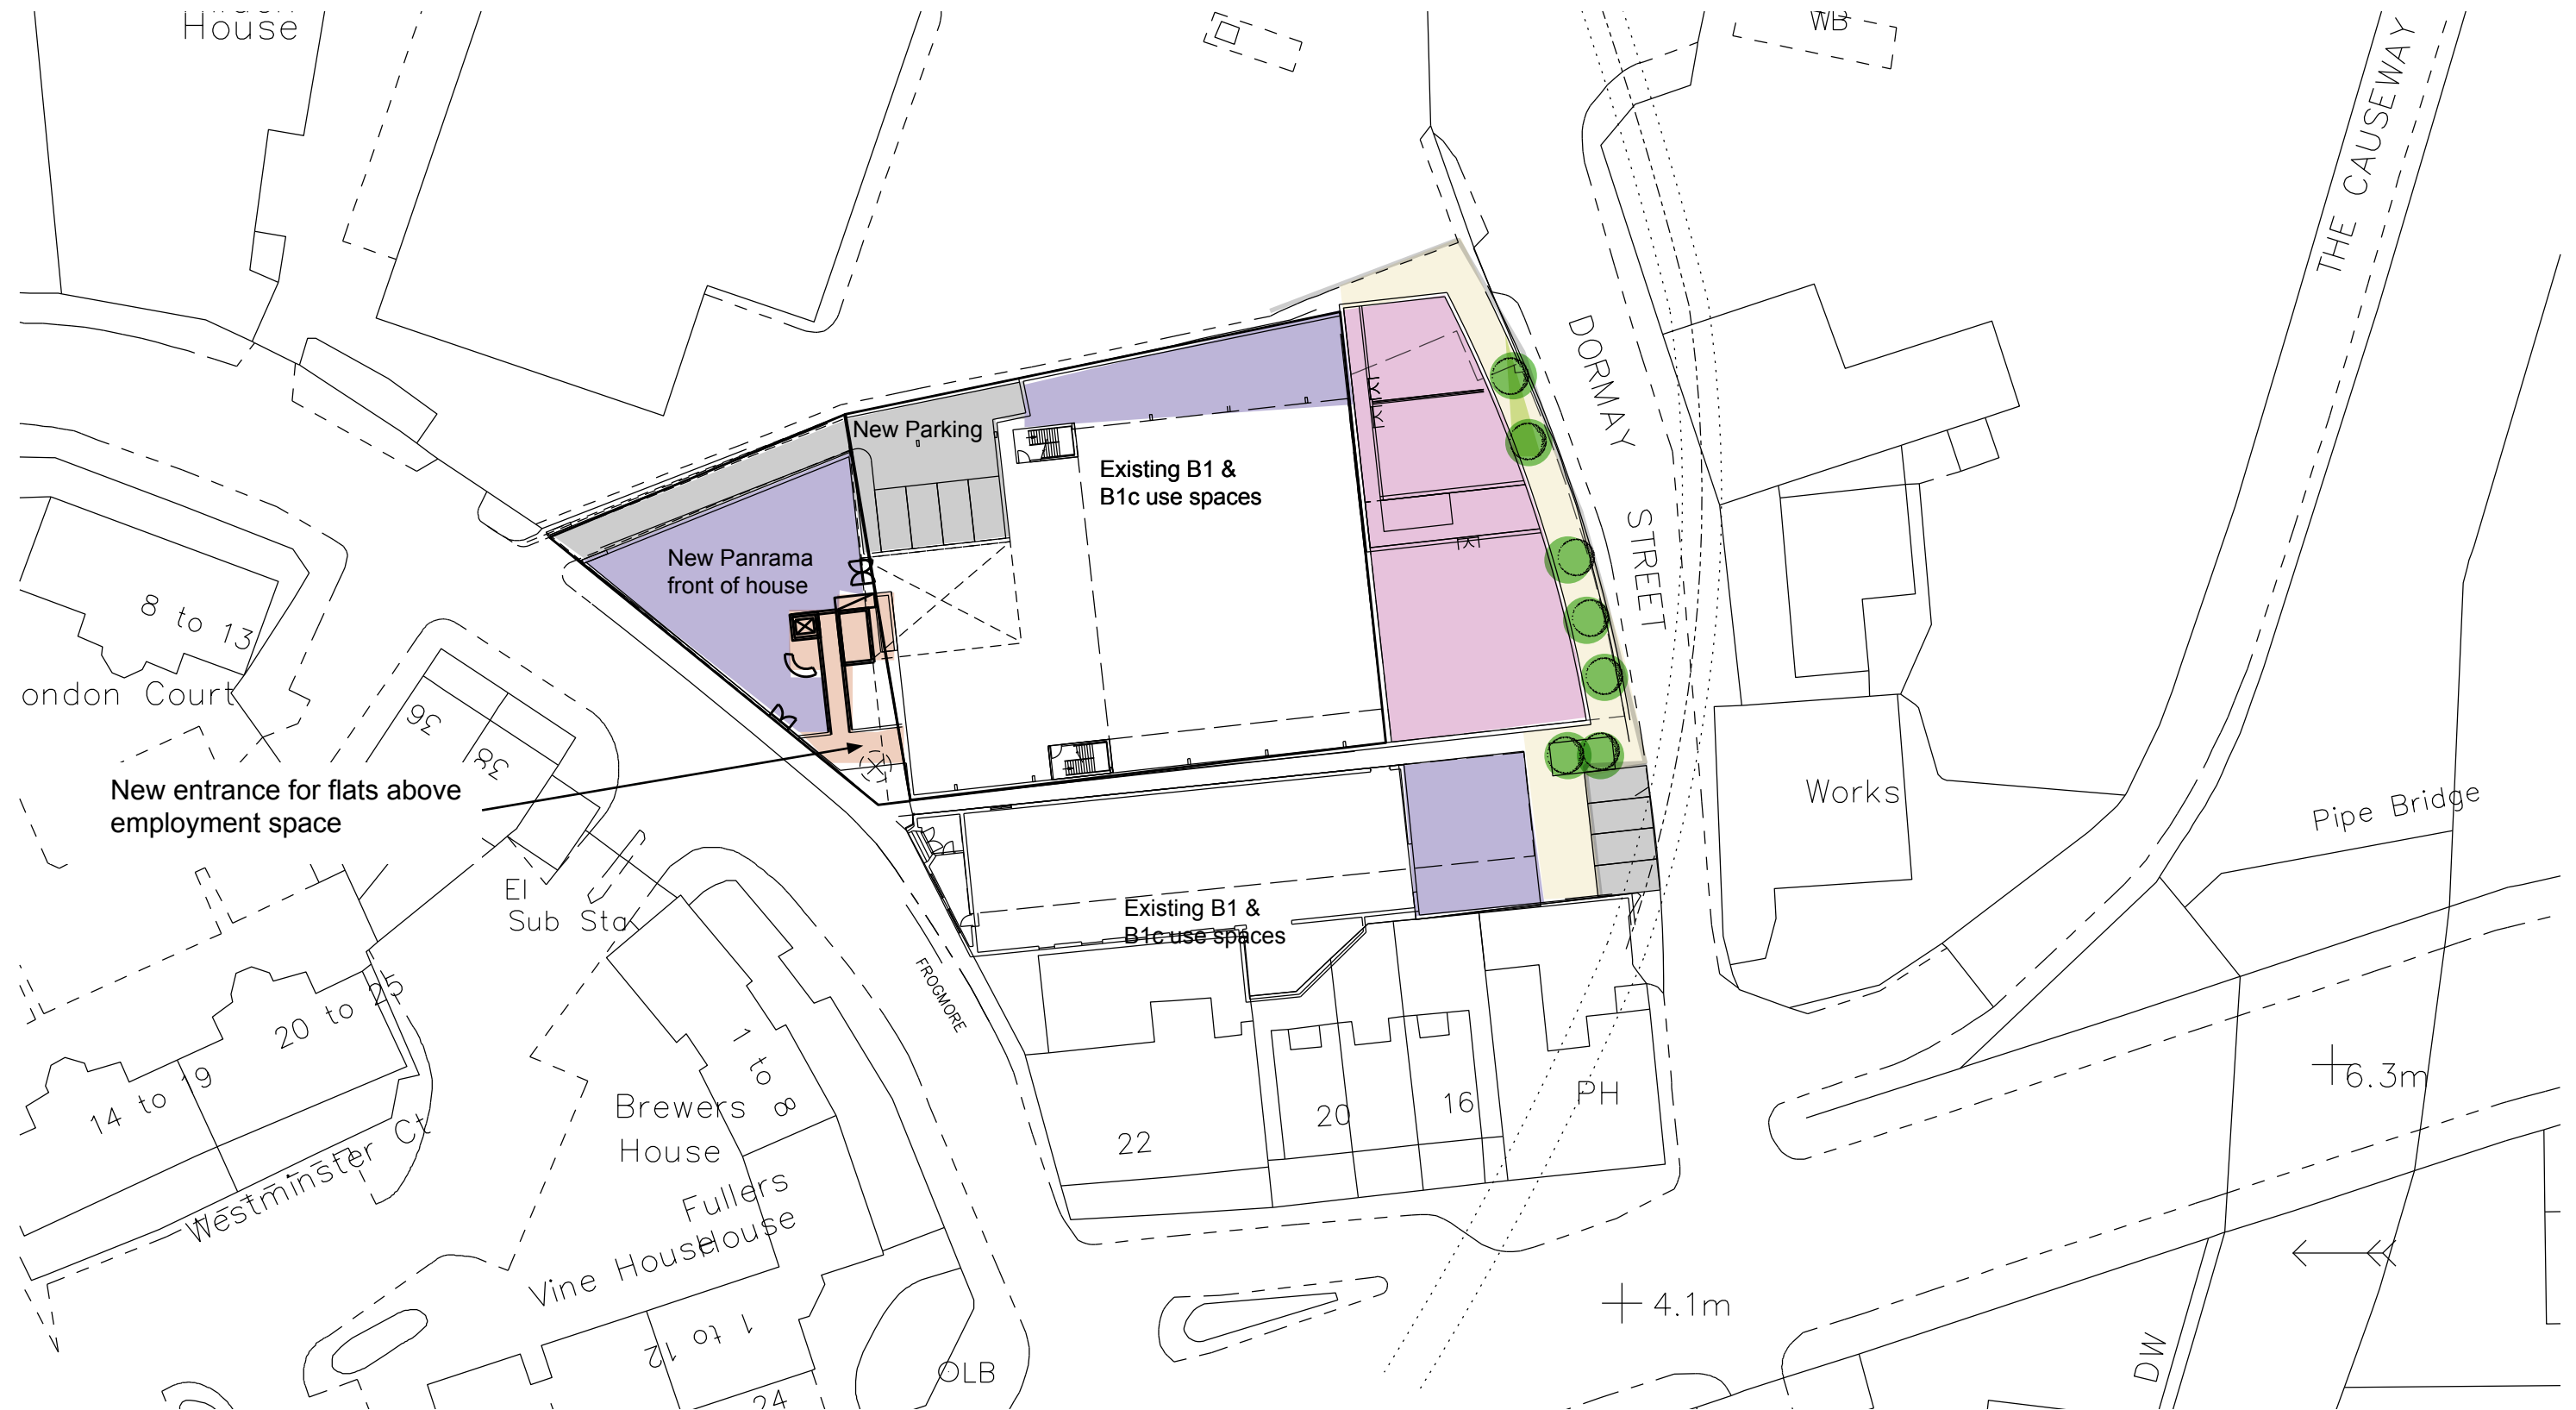 House
WB
THE CAUSEWAY
DORMAY
STREET
New Parking
Existing B1 &
B1c use spaces
New Panrama
front of house
8 to 13
ondon Court
36
38
New entrance for flats above
employment space
Works
Pipe Bridge
El
Sub Sta
Existing B1 &
B1c use spaces
FROGMORE
20 to 25
14 to 19
1 to 8
Brewers
House
Westminster Ct
Fullers
House
Vine House
22
20
16
PH
6.3m
4.1m
1 to 12
OLB
24
DW